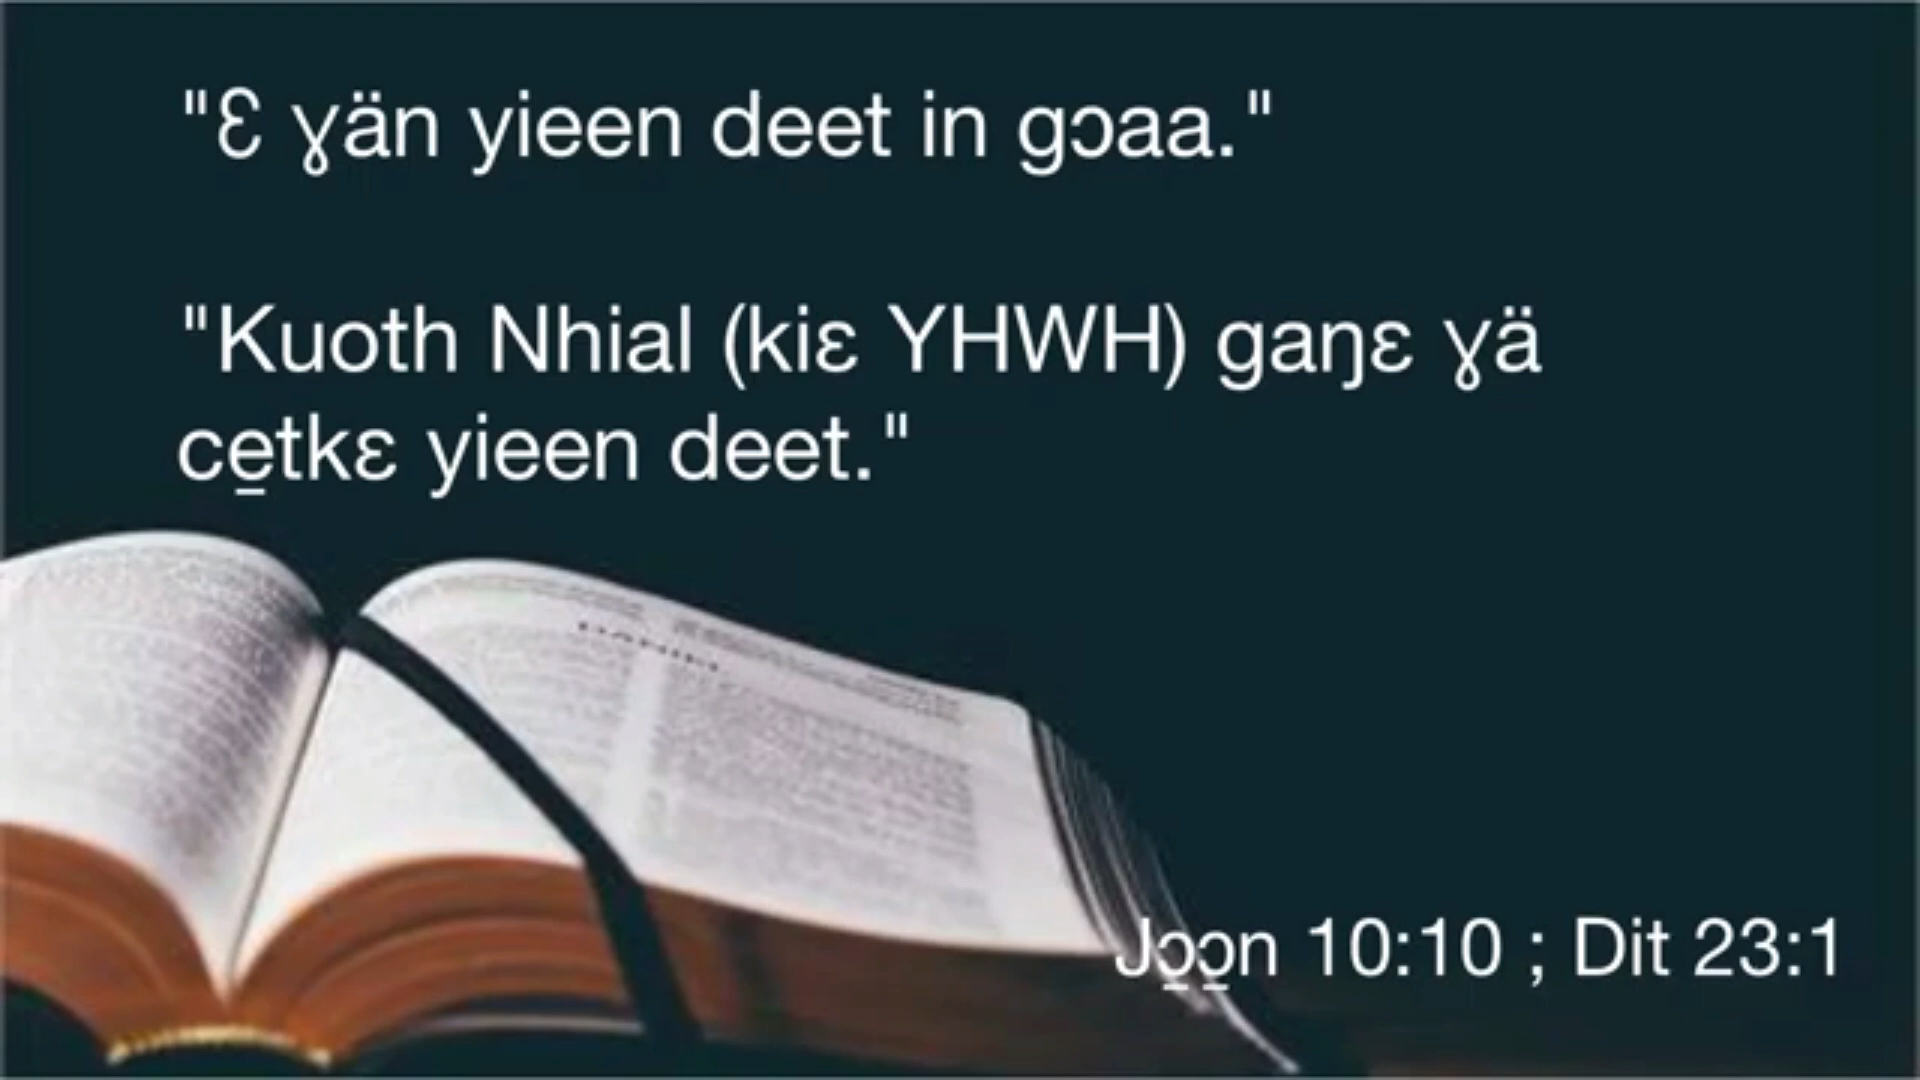 "Ɛ ɣän yieen deet in gɔaa."
"Kuoth Nhial (kiɛ YHWH) gaŋɛ ɣä
ce̱tkɛ yieen deet."
Jɔ̱ɔ̱n 10:10 ; Dit 23:1